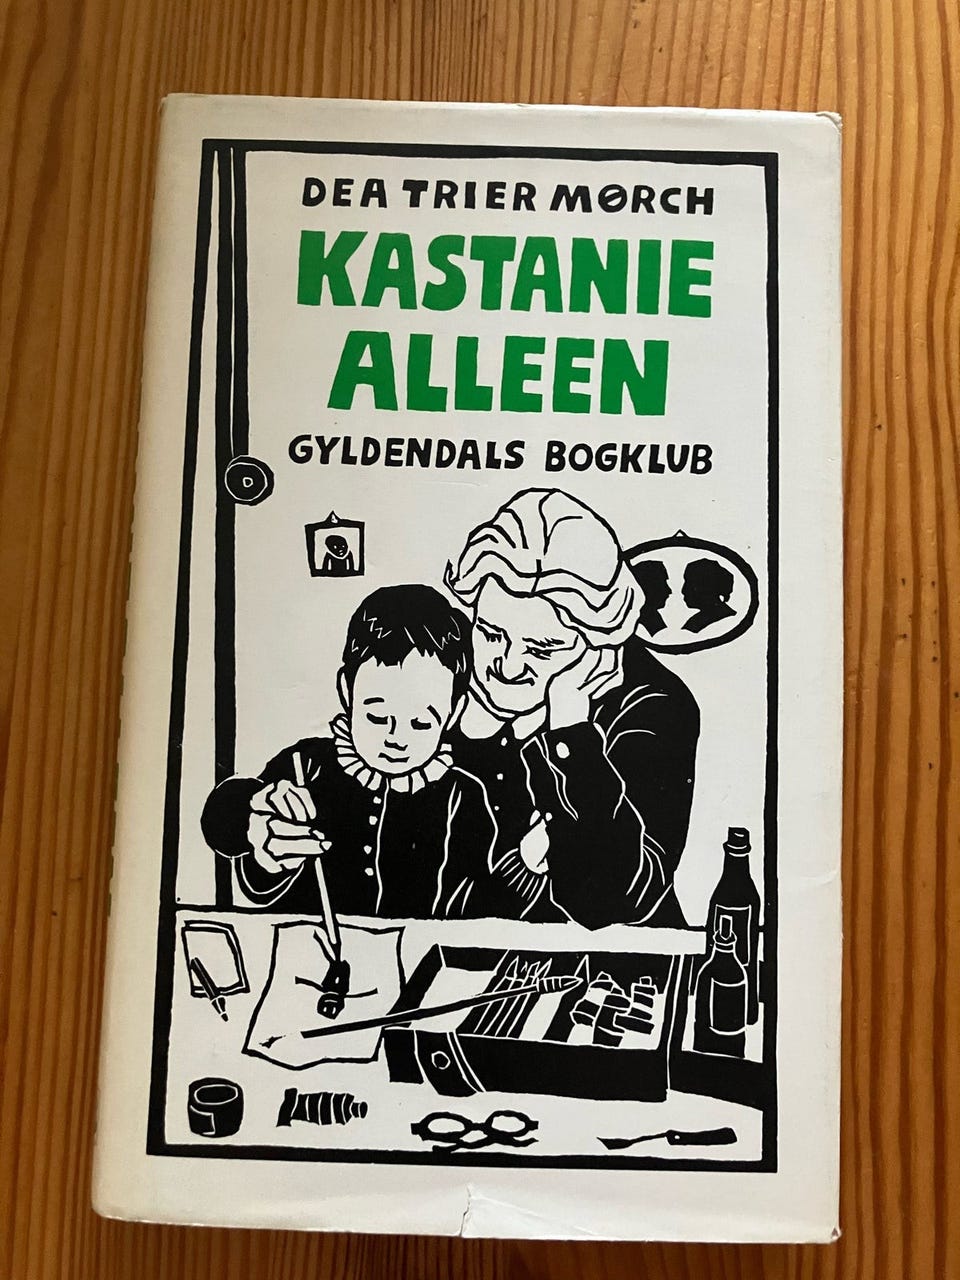 DEA TRIER MØRCH
KASTANIE
ALLEEN
GYLDENDALS BOGKLUB